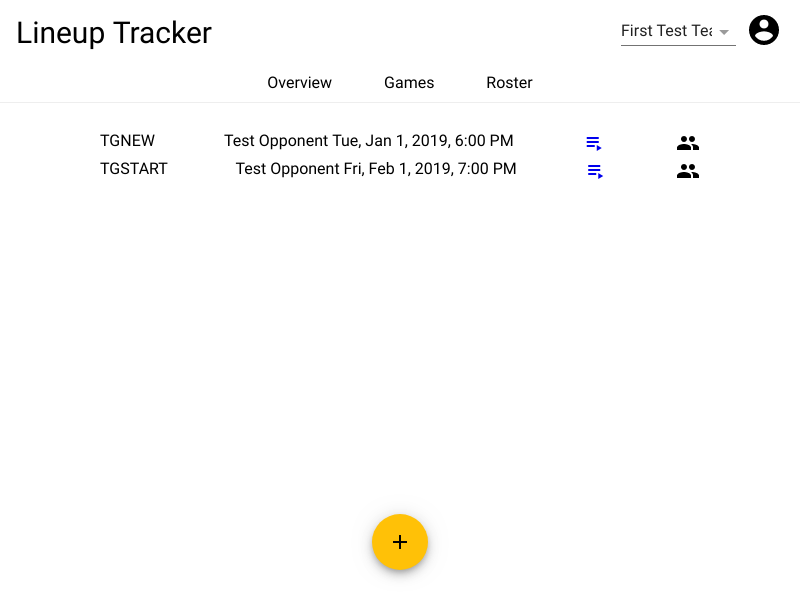 Lineup Tracker
First Test Tea
Overview Games Roster
TGNEW Test Opponent Tue, Jan 1, 2019, 6:00 PM
TGSTART Test Opponent Fri, Feb 1, 2019, 7:00 PM